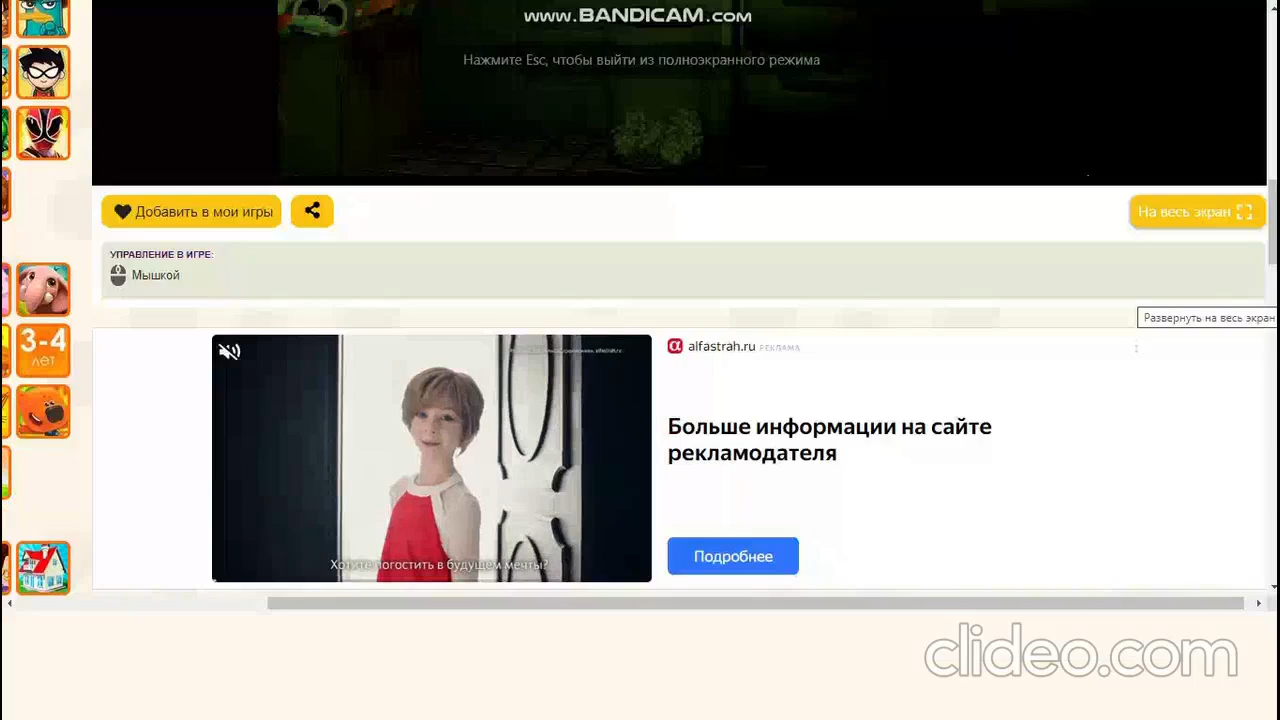 www.BANDICAM.com
Нажмите Esc, чтобы выйти из полноэкранного режима
Добавить в мои игры
На весь экран
УПРАВЛЕНИЕ В ИГРЕ:
Мышкой
Развернуть на весь экран
3-4
лет
alfastrah.ru РЕКЛАМА
Больше информации на сайте
рекламодателя
Хотите погостить в будущем мечты?
Подробнее
clideo.com